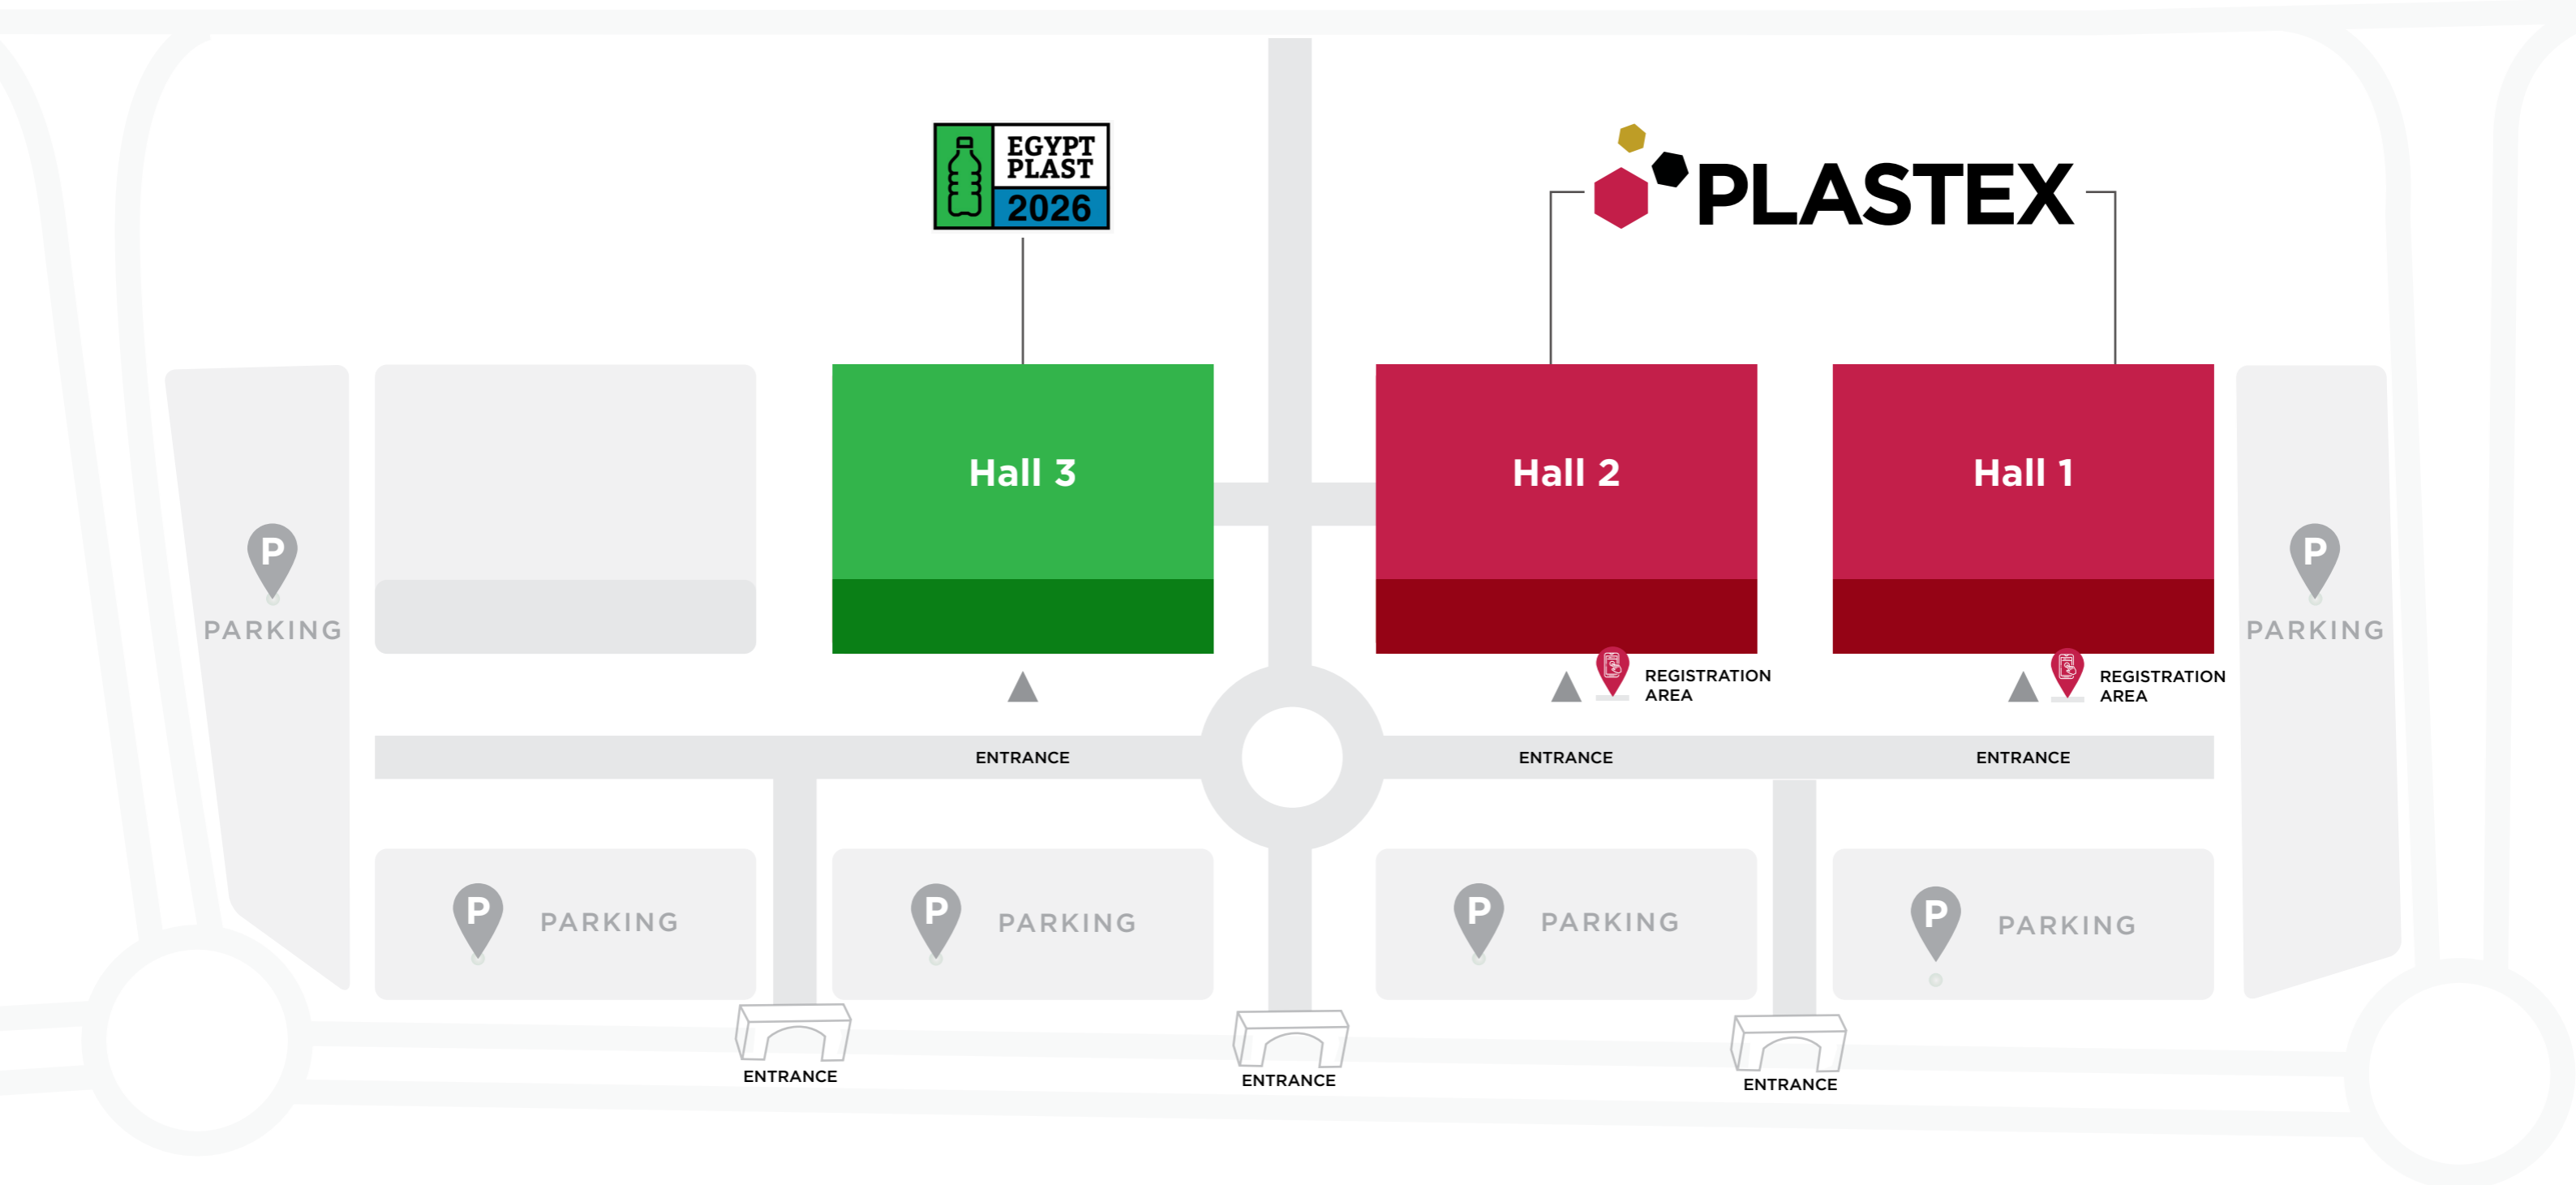 EGYPT
PLAST
2026
PLASTEX
Hall 3
Hall 2
Hall 1
P
PARKING
P
PARKING
REGISTRATION
AREA
REGISTRATION
AREA
ENTRANCE
ENTRANCE
ENTRANCE
P
PARKING
P
PARKING
P
PARKING
P
PARKING
ENTRANCE
ENTRANCE
ENTRANCE